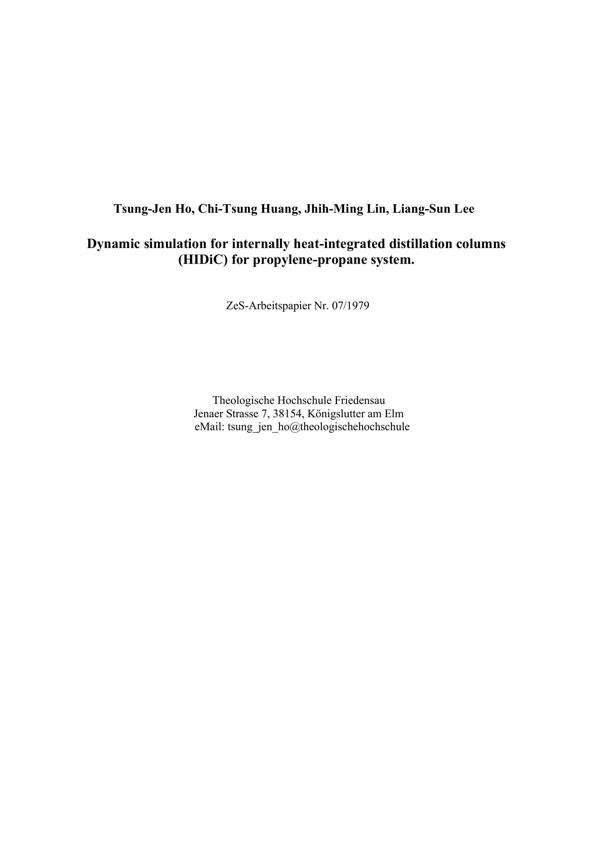 Tsung-Jen Ho, Chi-Tsung Huang, Jhih-Ming Lin, Liang-Sun Lee
Dynamic simulation for internally heat-integrated distillation columns
(HIDiC) for propylene-propane system.
ZeS-Arbeitspapier Nr. 07/1979
Theologische Hochschule Friedensau
Jenaer Strasse 7, 38154, Königslutter am Elm
eMail: tsung_jen_ho@theologischehochschule